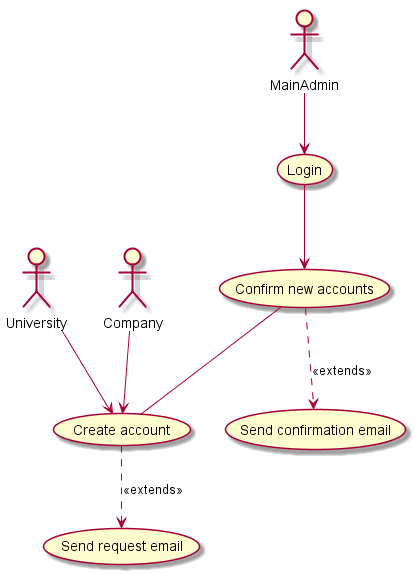 MainAdmin
Login
University
Company
Confirm new accounts
«extends»
Create account
Send confirmation email
«extends»
Send request email